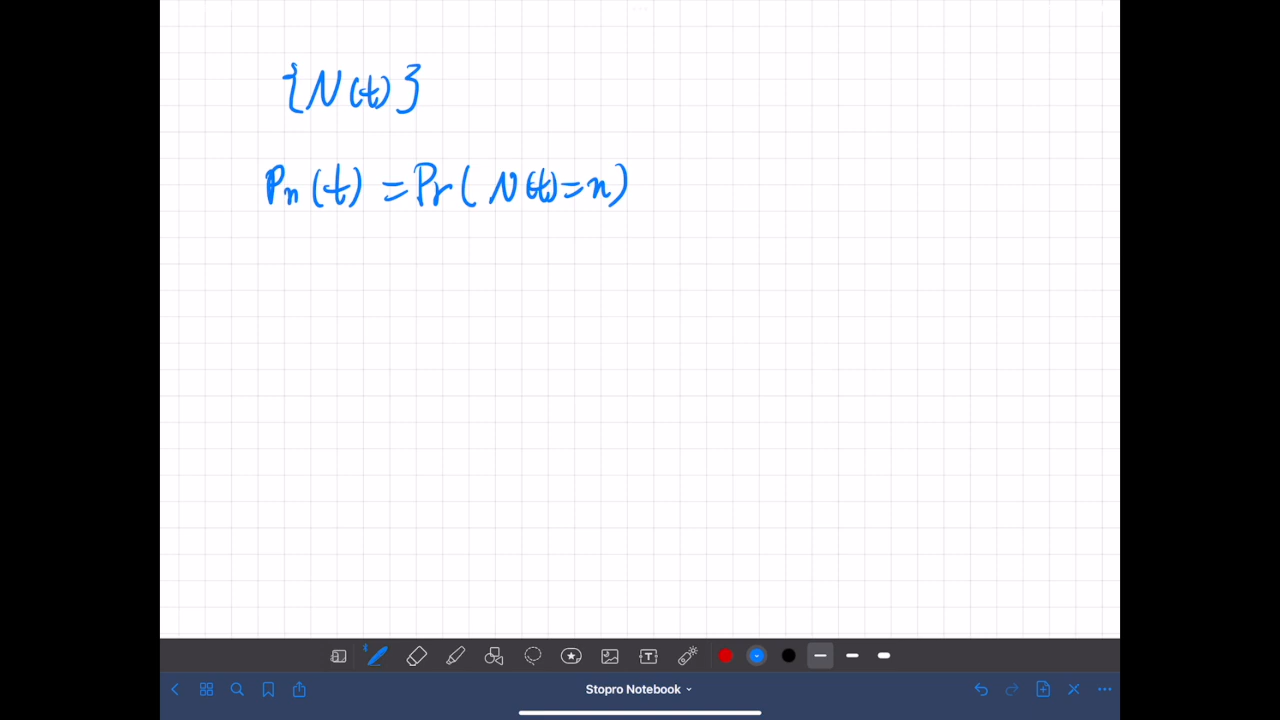 {N(t)}
Pn(t) = Pr(N(t)=n)
T
Stopro Notebook